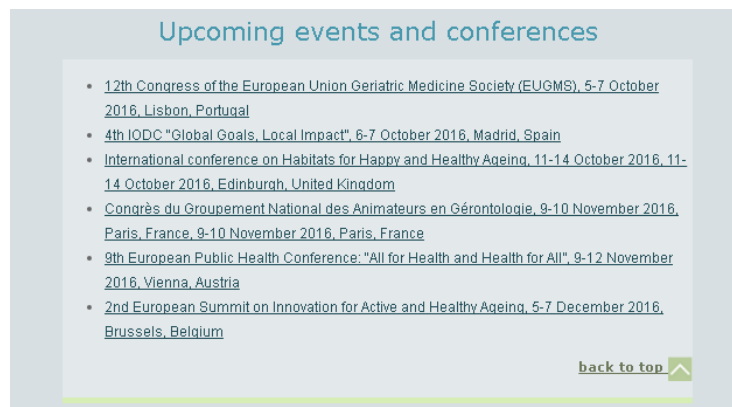 Upcoming events and conferences
12th Congress of the European Union Geriatric Medicine Society (EUGMS), 5-7 October
2016, Lisbon, Portugal
4th IODC "Global Goals, Local Impact", 6-7 October 2016, Madrid, Spain
International conference on Habitats for Happy and Healthy Ageing, 11-14 October 2016, 11-
14 October 2016, Edinburgh, United Kingdom
Congrès du Groupement National des Animateurs en Gérontologie, 9-10 November 2016,
Paris, France, 9-10 November 2016, Paris, France
9th European Public Health Conference: "All for Health and Health for All", 9-12 November
2016, Vienna, Austria
2nd European Summit on Innovation for Active and Healthy Ageing, 5-7 December 2016,
Brussels, Belgium
back to top